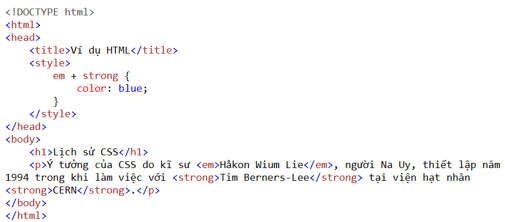 <!DOCTYPE html>
<html>
<head>
    <title>Ví dụ HTML</title>
    <style>
        em + strong {
            color: blue;
        }
    </style>
</head>
<body>
    <h1>Lịch sử CSS</h1>
    <p>Ý tưởng của CSS do kĩ sư <em>Håkon Wium Lie</em>, người Na Uy, thiết lập năm
1994 trong khi làm việc với <strong>Tim Berners-Lee</strong> tại viện hạt nhân
<strong>CERN</strong>.</p>
</body>
</html>